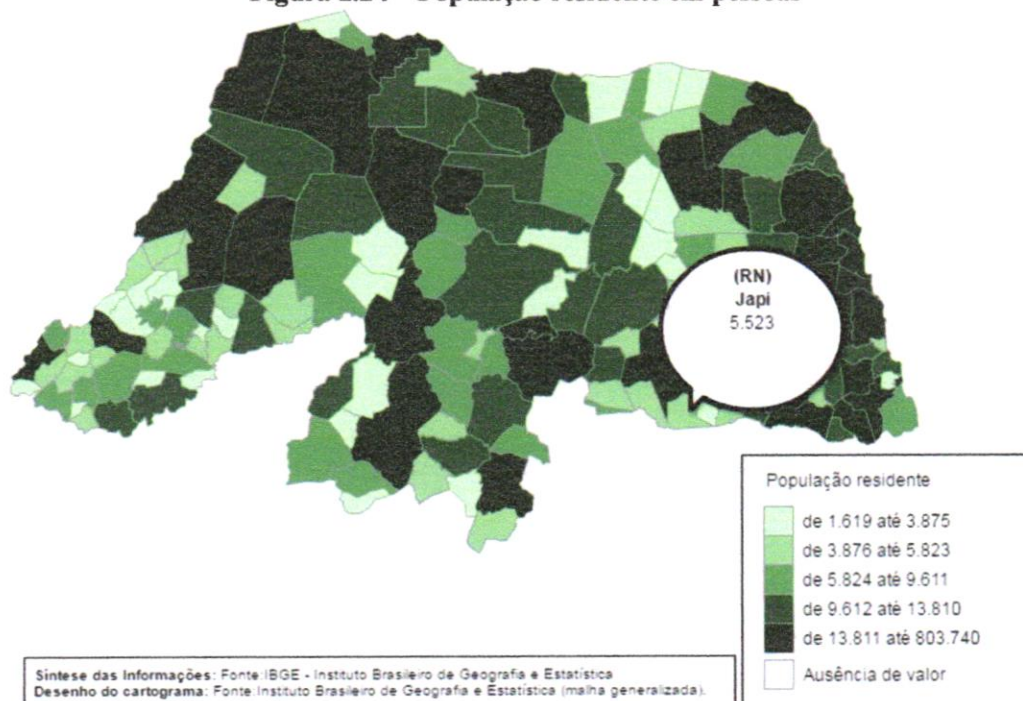 (RN)
Japi
5.523
População residente
de 1.619 até 3.875
de 3.876 até 5.823
de 5.824 até 9.611
de 9.612 até 13.810
de 13.811 até 803.740
Ausência de valor
Síntese das Informações: Fonte:IBGE - Instituto Brasileiro de Geografia e Estatística
Desenho do cartograma: Fonte:Instituto Brasileiro de Geografia e Estatística (malha generalizada).